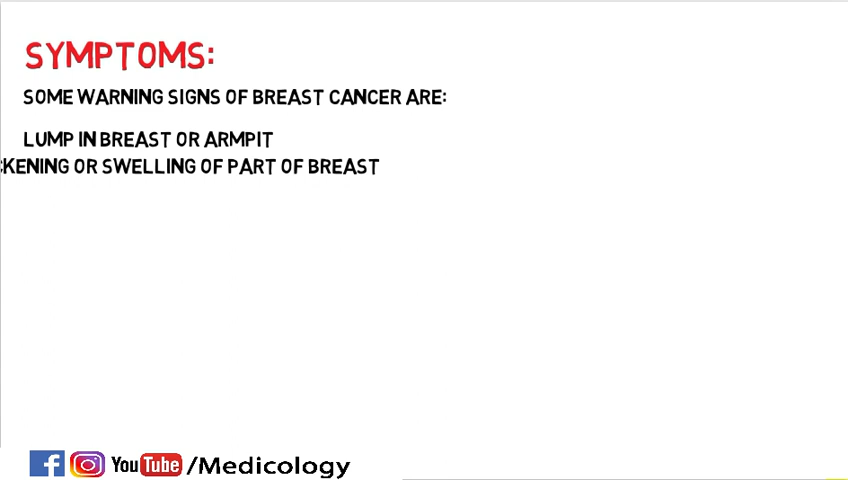 SYMPTOMS:
SOME WARNING SIGNS OF BREAST CANCER ARE:
LUMP IN BREAST OR ARMPIT
CKENING OR SWELLING OF PART OF BREAST
f YouTube /Medicology